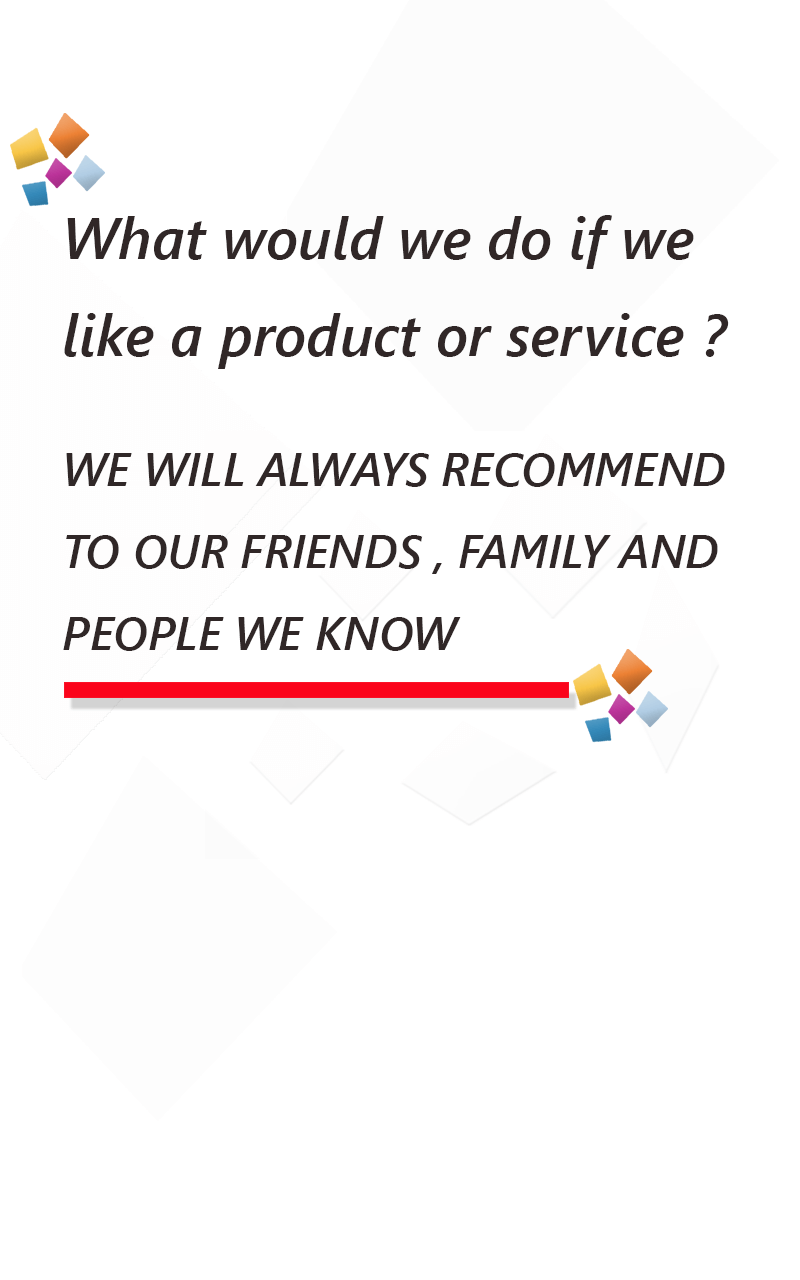 What would we do if we
like a product or service ?
WE WILL ALWAYS RECOMMEND
TO OUR FRIENDS , FAMILY AND
PEOPLE WE KNOW